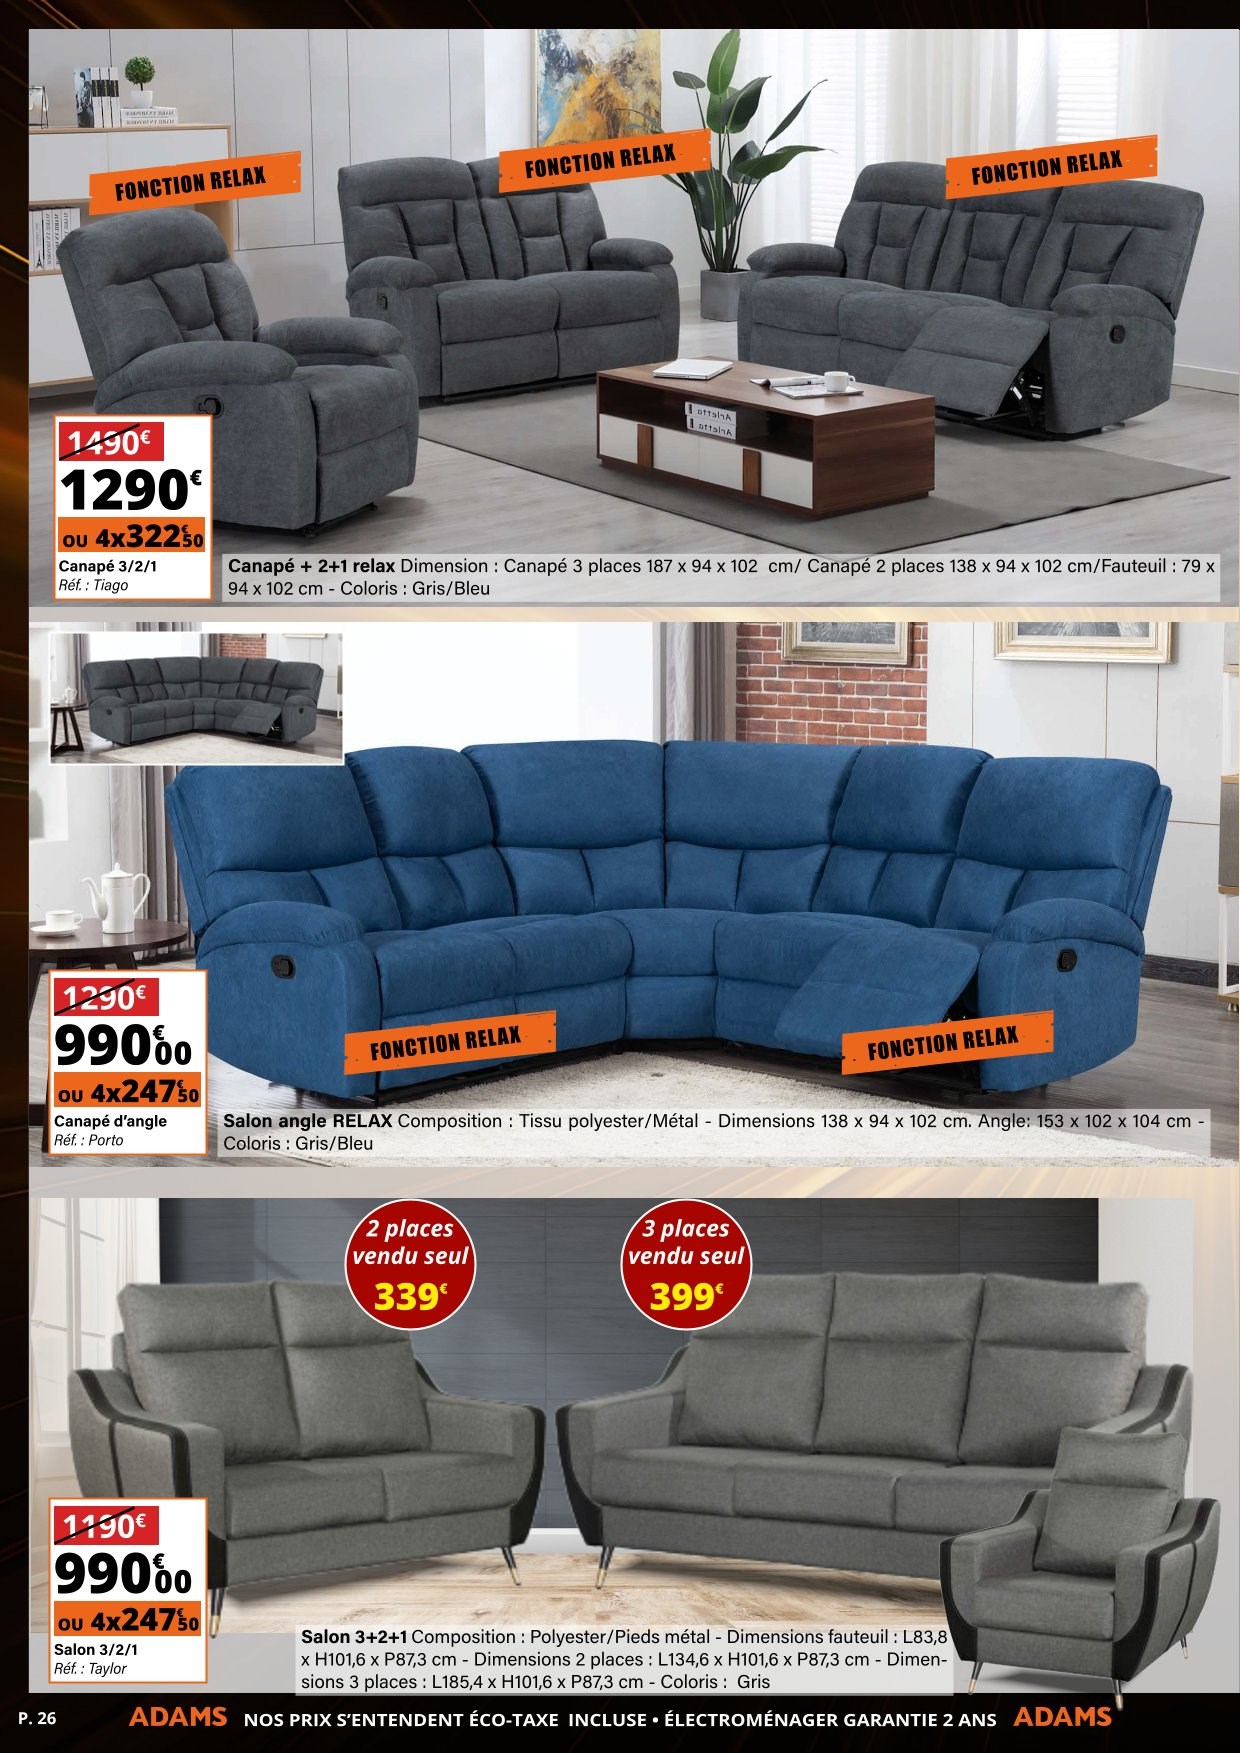 FONCTION RELAX
FONCTION RELAX
FONCTION RELAX
1490€
1290€
OU 4x322€50
Canapé 3/2/1
Réf. : Tiago
Canapé + 2+1 relax Dimension : Canapé 3 places 187 x 94 x 102 cm/ Canapé 2 places 138 x 94 x 102 cm/Fauteuil : 79 x
94 x 102 cm - Coloris : Gris/Bleu
1290€
990€00
OU 4x247€50
Canapé d’angle
Réf. : Porto
FONCTION RELAX
FONCTION RELAX
Salon angle RELAX Composition : Tissu polyester/Métal - Dimensions 138 x 94 x 102 cm. Angle: 153 x 102 x 104 cm -
Coloris : Gris/Bleu
2 places
vendu seul
339€
3 places
vendu seul
399€
1190€
990€00
OU 4x247€50
Salon 3/2/1
Réf. : Taylor
Salon 3+2+1 Composition : Polyester/Pieds métal - Dimensions fauteuil : L83,8
x H101,6 x P87,3 cm - Dimensions 2 places : L134,6 x H101,6 x P87,3 cm - Dimen-
sions 3 places : L185,4 x H101,6 x P87,3 cm - Coloris : Gris
P. 26 ADAMS NOS PRIX S’ENTENDENT ÉCO-TAXE INCLUSE • ÉLECTROMÉNAGER GARANTIE 2 ANS ADAMS